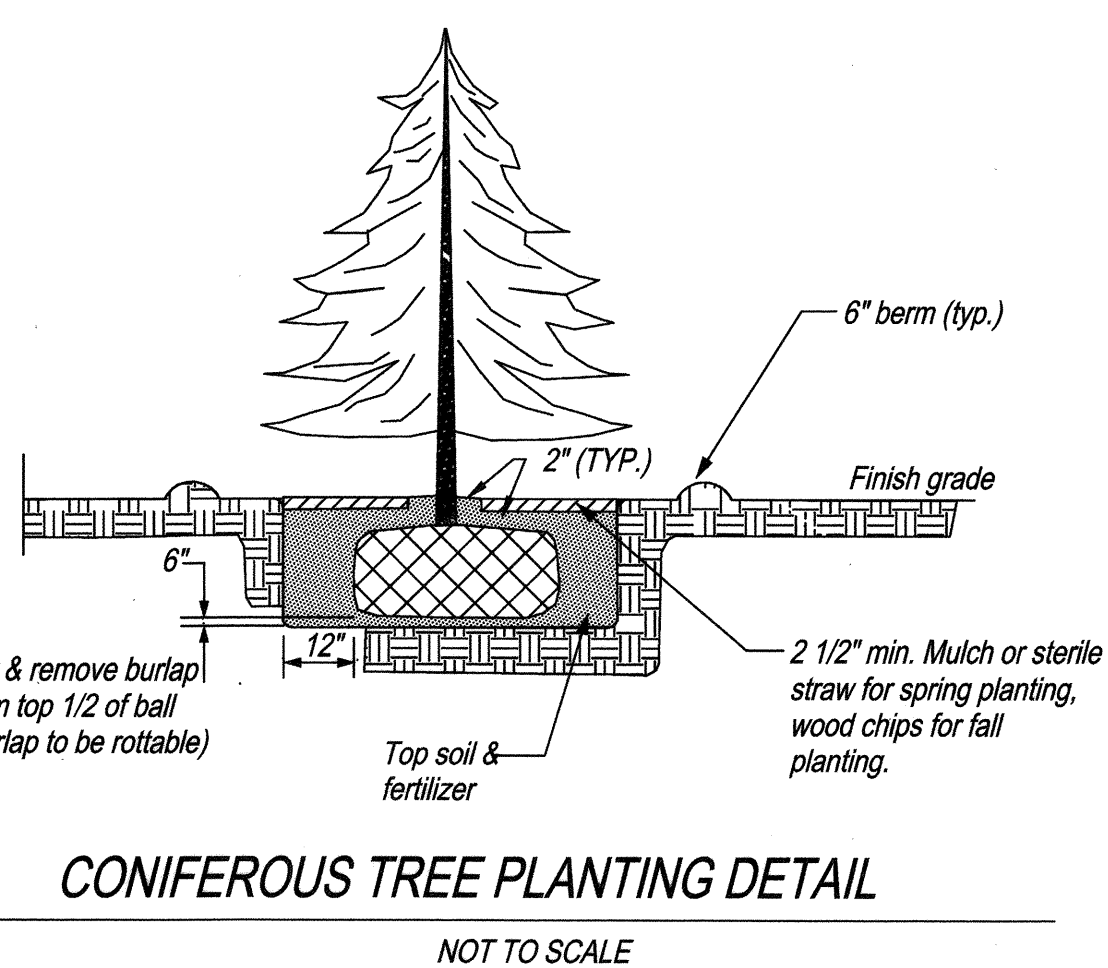 6" berm (typ.)
2" (TYP.)
Finish grade
6"
12"
& remove burlap
top 1/2 of ball
to be rottable)
2 1/2" min. Mulch or sterile
straw for spring planting,
wood chips for fall
planting.
Top soil &
fertilizer
CONIFEROUS TREE PLANTING DETAIL
NOT TO SCALE